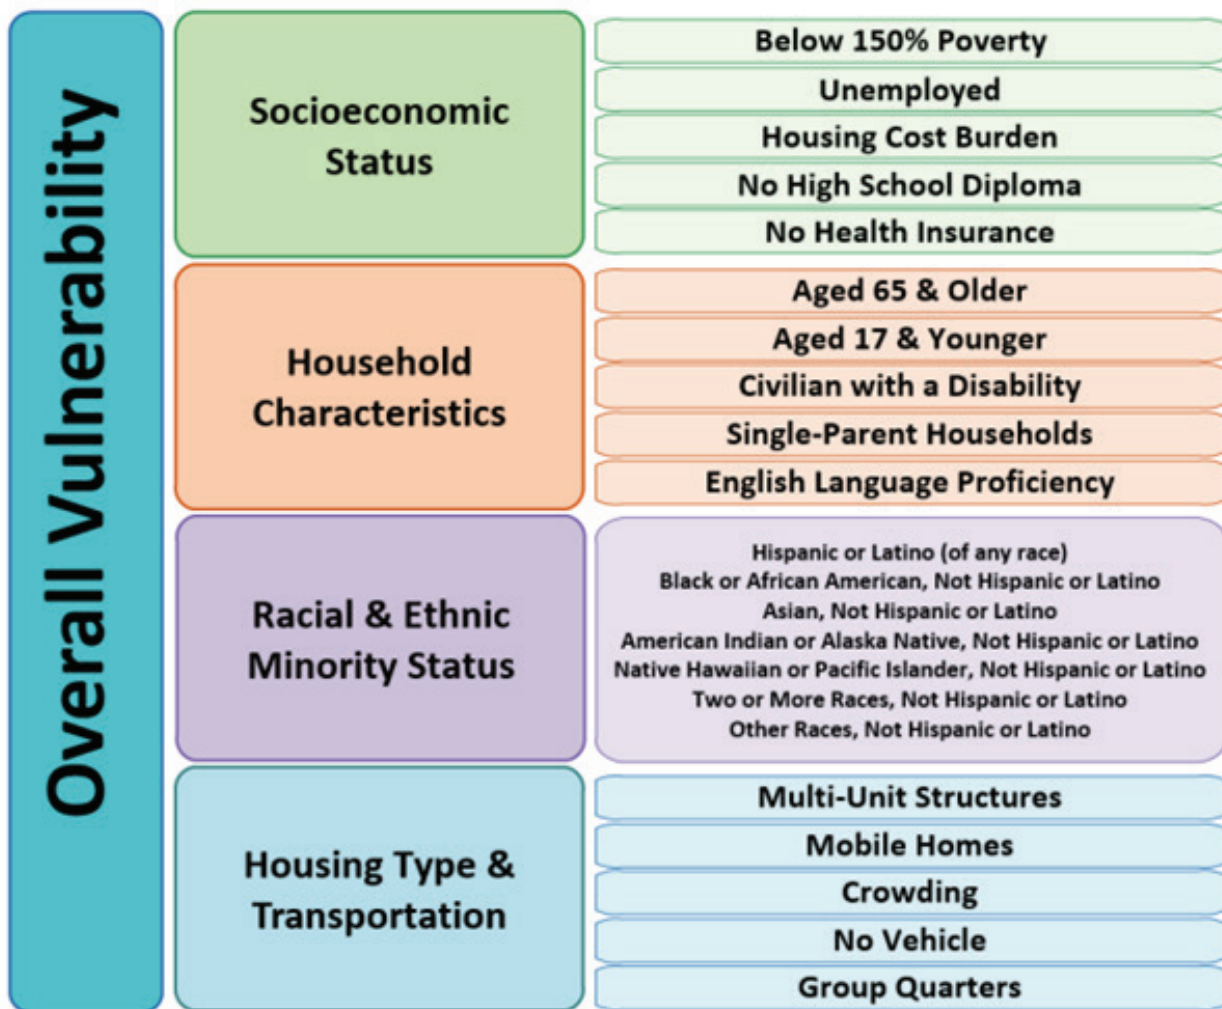 Overall Vulnerability
Socioeconomic
Status
Below 150% Poverty
Unemployed
Housing Cost Burden
No High School Diploma
No Health Insurance
Household
Characteristics
Aged 65 & Older
Aged 17 & Younger
Civilian with a Disability
Single-Parent Households
English Language Proficiency
Racial & Ethnic
Minority Status
Hispanic or Latino (of any race)
Black or African American, Not Hispanic or Latino
Asian, Not Hispanic or Latino
American Indian or Alaska Native, Not Hispanic or Latino
Native Hawaiian or Pacific Islander, Not Hispanic or Latino
Two or More Races, Not Hispanic or Latino
Other Races, Not Hispanic or Latino
Housing Type &
Transportation
Multi-Unit Structures
Mobile Homes
Crowding
No Vehicle
Group Quarters